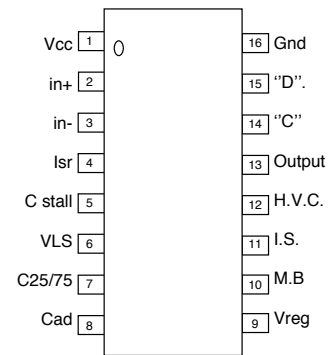 Vcc 1 16 Gnd
in+ 2 15 ‘’D’’.
in- 3 14 ‘’C’’
Isr 4 13 Output
C stall 5 12 H.V.C.
VLS 6 11 I.S.
C25/75 7 10 M.B
Cad 8 9 Vreg